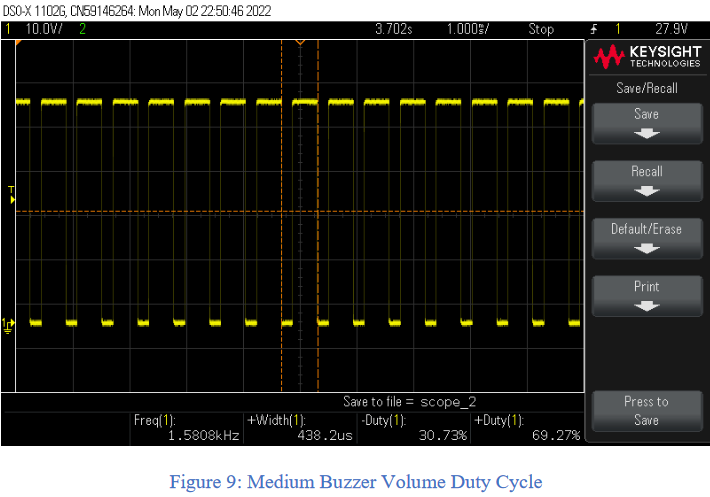 DSO-X 1102G, CN59146264: Mon May 02 22:50:46 2022
1 10.0V/ 2 3.702s 1.000ms/ Stop 1 27.9V
KEYSIGHT
TECHNOLOGIES
Save/Recall
Save
Recall
T
Default/Erase
Print
1
Save to file = scope_2
Press to
Save
Freq(1): +Width(1): -Duty(1): +Duty(1):
1.5808kHz 438.2us 30.73% 69.27%
Figure 9: Medium Buzzer Volume Duty Cycle